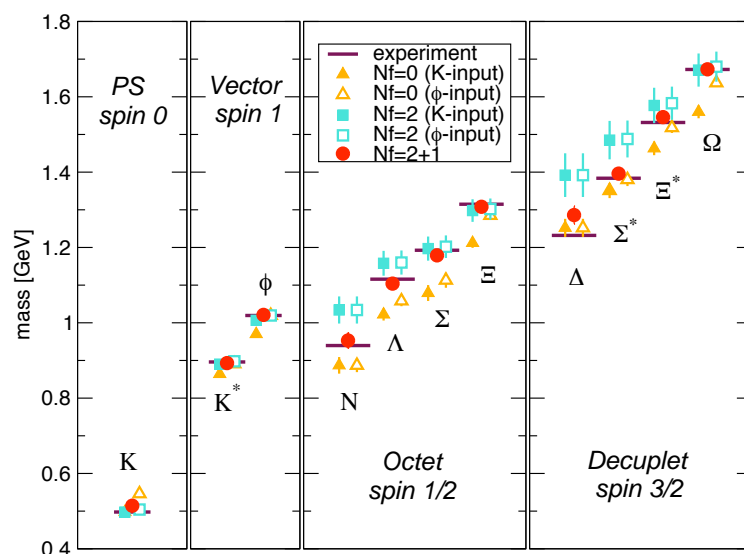 1.8
1.6
1.4
1.2
1
0.8
0.6
0.4
mass [GeV]
PS
spin 0
K
Vector
spin 1
K*
ϕ
experiment
Nf=0 (K-input)
Nf=0 (ϕ-input)
Nf=2 (K-input)
Nf=2 (ϕ-input)
Nf=2+1
N
Λ
Σ
Ξ
Octet
spin 1/2
Δ
Σ*
Ξ*
Ω
Decuplet
spin 3/2